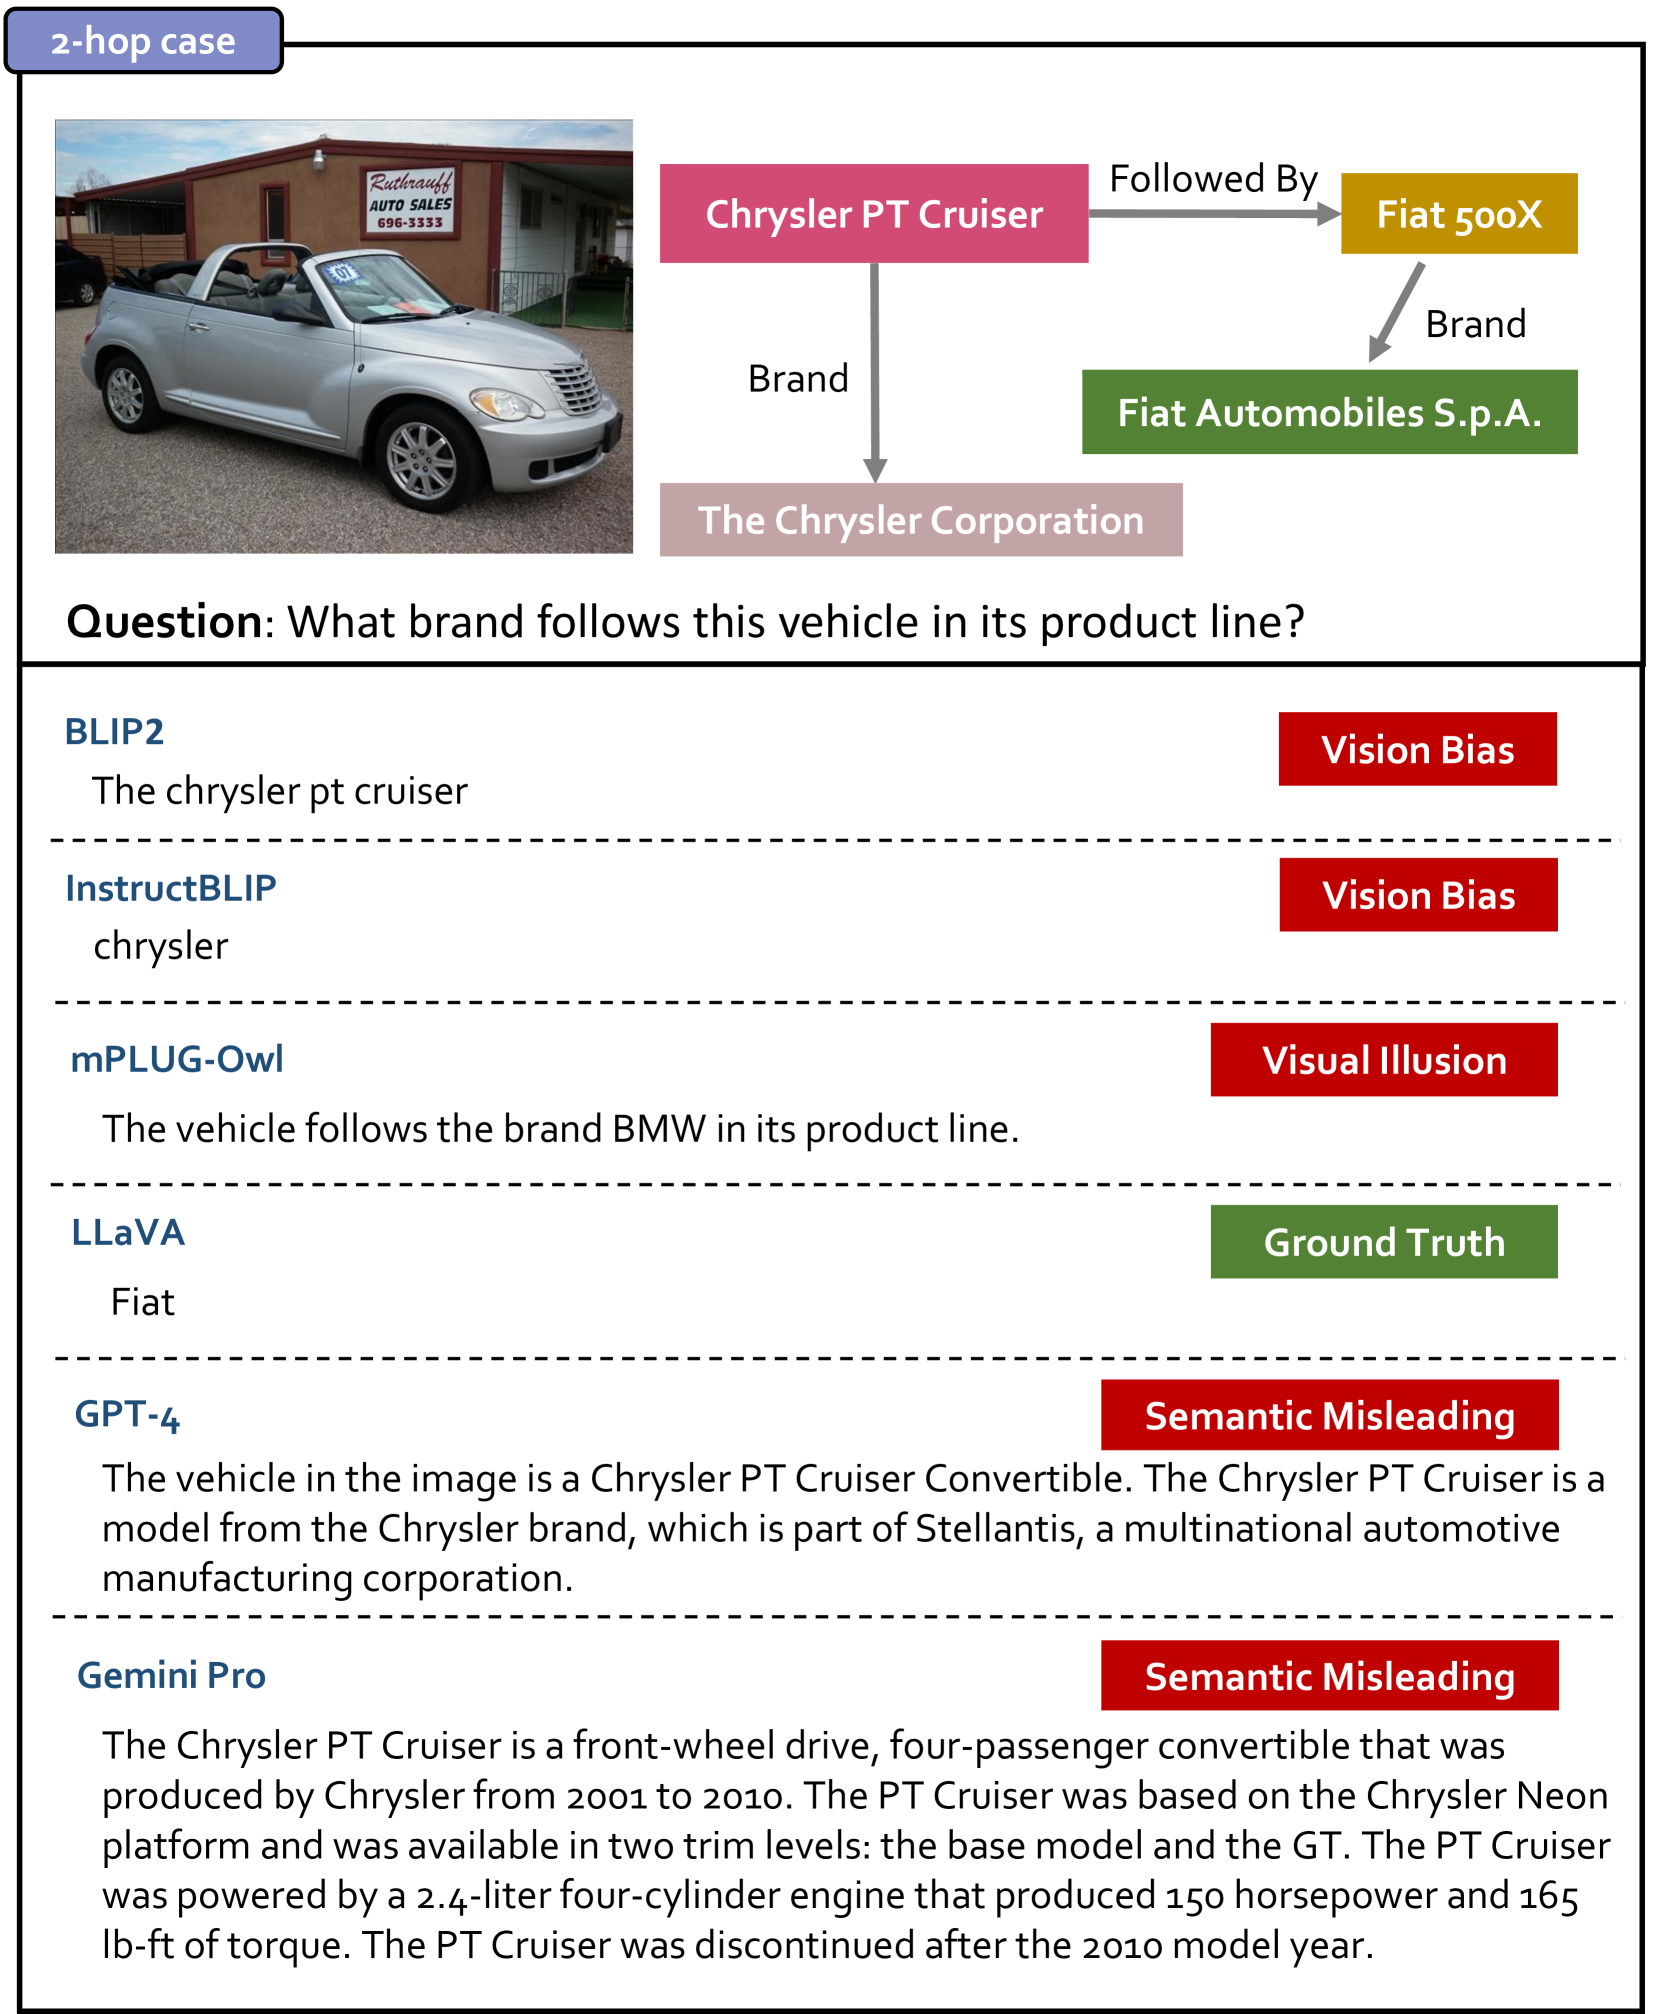 2-hop case
Ruthrauff
AUTO SALES
696-3333
07
Chrysler PT Cruiser
Followed By
Fiat 500X
Brand
Brand
Fiat Automobiles S.p.A.
The Chrysler Corporation
Question: What brand follows this vehicle in its product line?
BLIP2
Vision Bias
The chrysler pt cruiser
InstructBLIP
Vision Bias
chrysler
mPLUG-Owl
Visual Illusion
The vehicle follows the brand BMW in its product line.
LLaVA
Ground Truth
Fiat
GPT-4
Semantic Misleading
The vehicle in the image is a Chrysler PT Cruiser Convertible. The Chrysler PT Cruiser is a
model from the Chrysler brand, which is part of Stellantis, a multinational automotive
manufacturing corporation.
Gemini Pro
Semantic Misleading
The Chrysler PT Cruiser is a front-wheel drive, four-passenger convertible that was
produced by Chrysler from 2001 to 2010. The PT Cruiser was based on the Chrysler Neon
platform and was available in two trim levels: the base model and the GT. The PT Cruiser
was powered by a 2.4-liter four-cylinder engine that produced 150 horsepower and 165
lb-ft of torque. The PT Cruiser was discontinued after the 2010 model year.